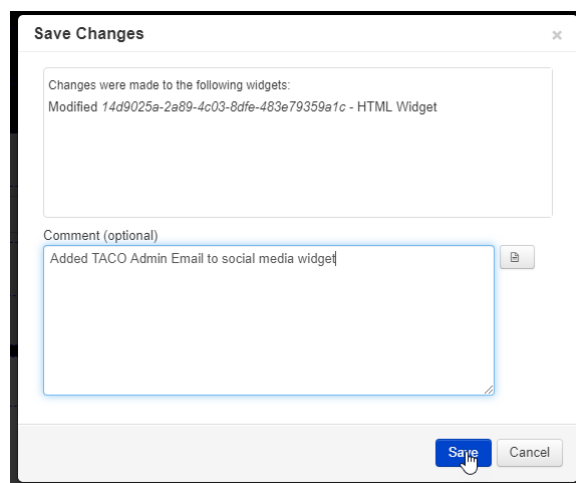 Save Changes
×
Changes were made to the following widgets:
Modified 14d9025a-2a89-4c03-8dfe-483e79359a1c - HTML Widget
Comment (optional)
Added TACO Admin Email to social media widget
Save Cancel